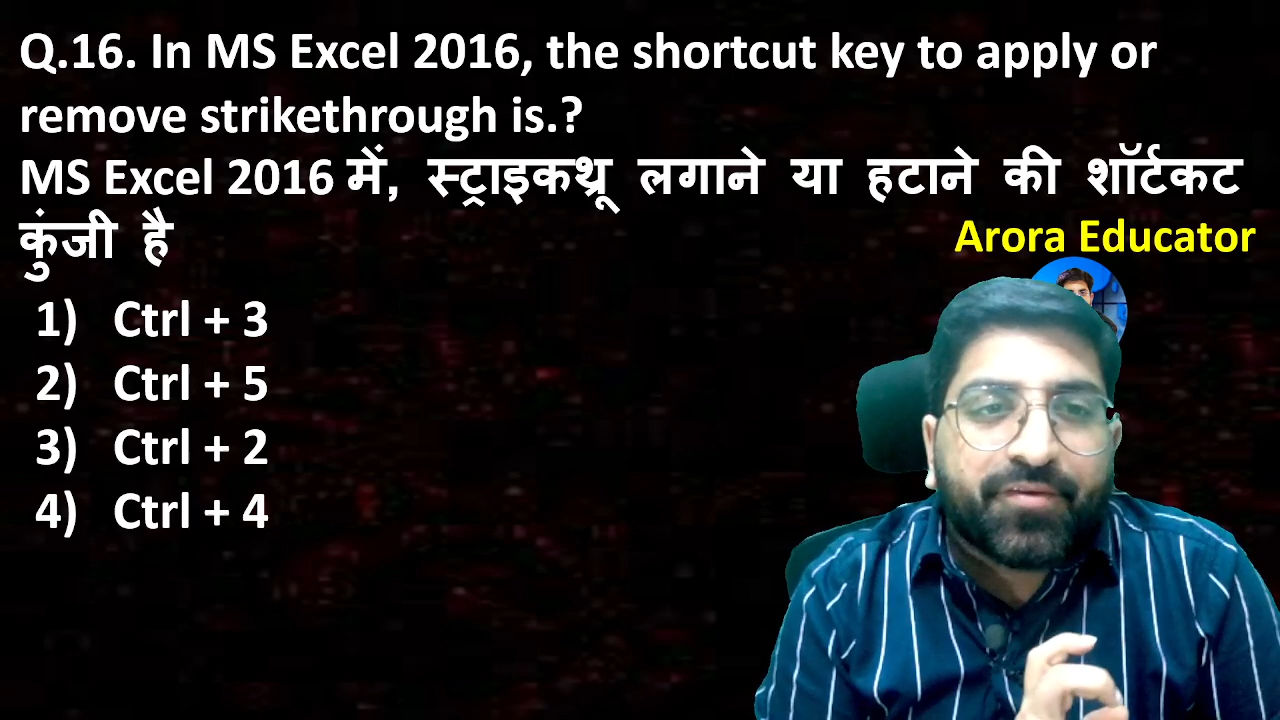 Q.16. In MS Excel 2016, the shortcut key to apply or
remove strikethrough is.?
MS Excel 2016 में, स्ट्राइकथ्रू लगाने या हटाने की शॉर्टकट
कुंजी है
Arora Educator
1) Ctrl + 3
2) Ctrl + 5
3) Ctrl + 2
4) Ctrl + 4